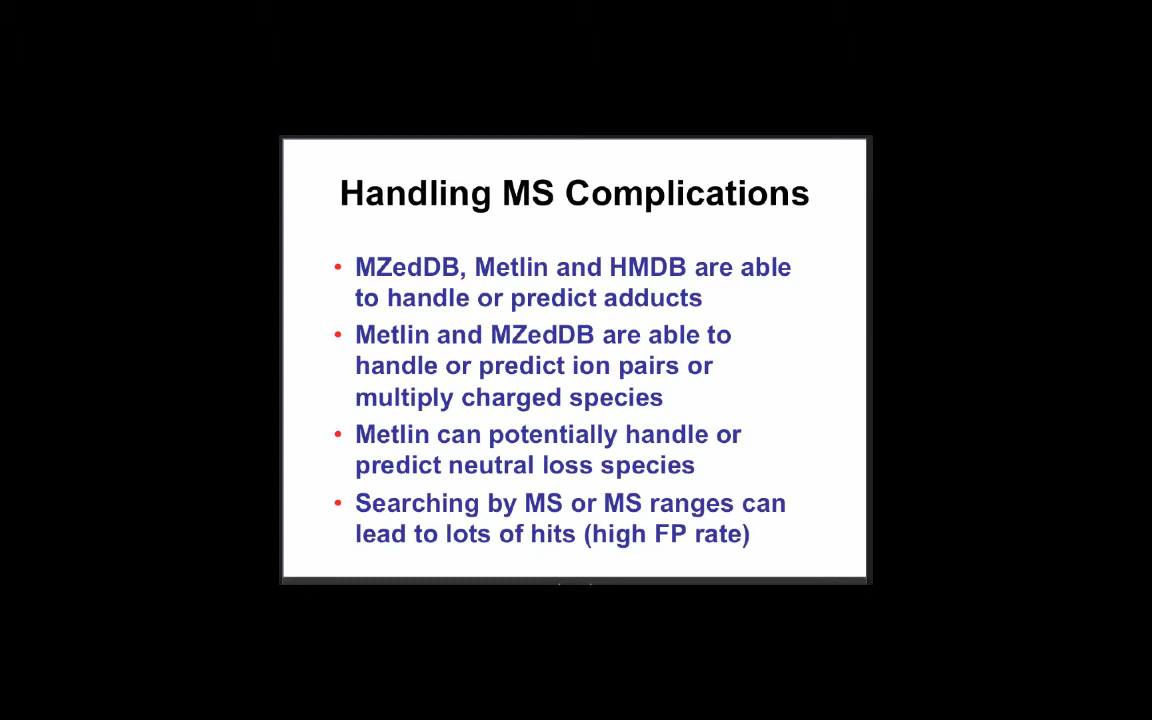 Handling MS Complications
• MZedDB, Metlin and HMDB are able
to handle or predict adducts
• Metlin and MZedDB are able to
handle or predict ion pairs or
multiply charged species
• Metlin can potentially handle or
predict neutral loss species
• Searching by MS or MS ranges can
lead to lots of hits (high FP rate)